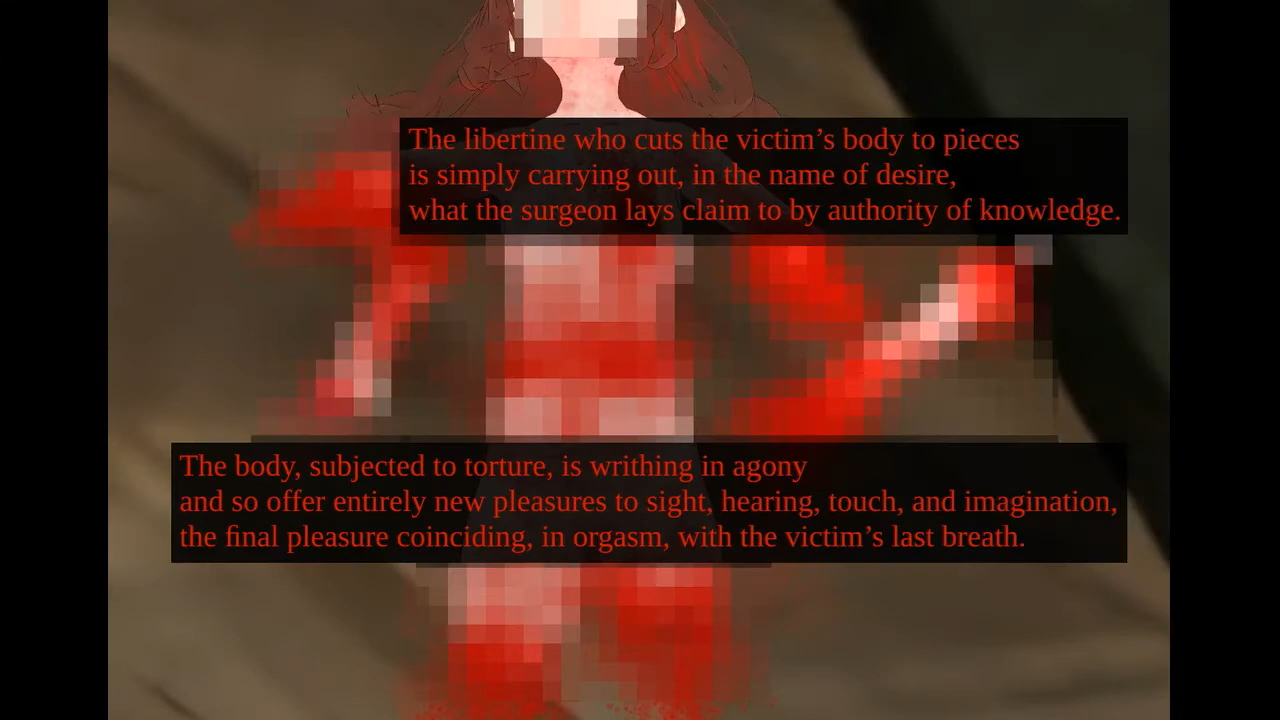 The libertine who cuts the victim’s body to pieces
is simply carrying out, in the name of desire,
what the surgeon lays claim to by authority of knowledge.
The body, subjected to torture, is writhing in agony
and so offer entirely new pleasures to sight, hearing, touch, and imagination,
the final pleasure coinciding, in orgasm, with the victim’s last breath.